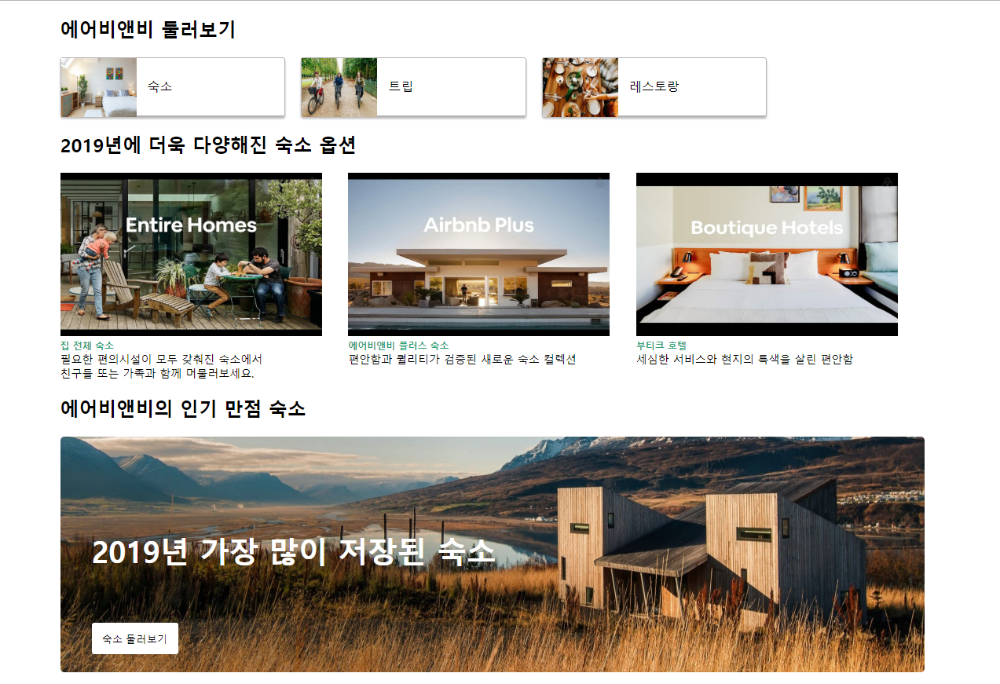 에어비앤비 둘러보기
숙소
트립
레스토랑
2019년에 더욱 다양해진 숙소 옵션
Entire Homes
Airbnb Plus
Boutique Hotels
집 전체 숙소
필요한 편의시설이 모두 갖춰진 숙소에서
친구들 또는 가족과 함께 머물러보세요.
에어비앤비 플러스 숙소
편안함과 퀄리티가 검증된 새로운 숙소 컬렉션
부티크 호텔
세심한 서비스와 현지의 특색을 살린 편안함
에어비앤비의 인기 만점 숙소
2019년 가장 많이 저장된 숙소
숙소 둘러보기